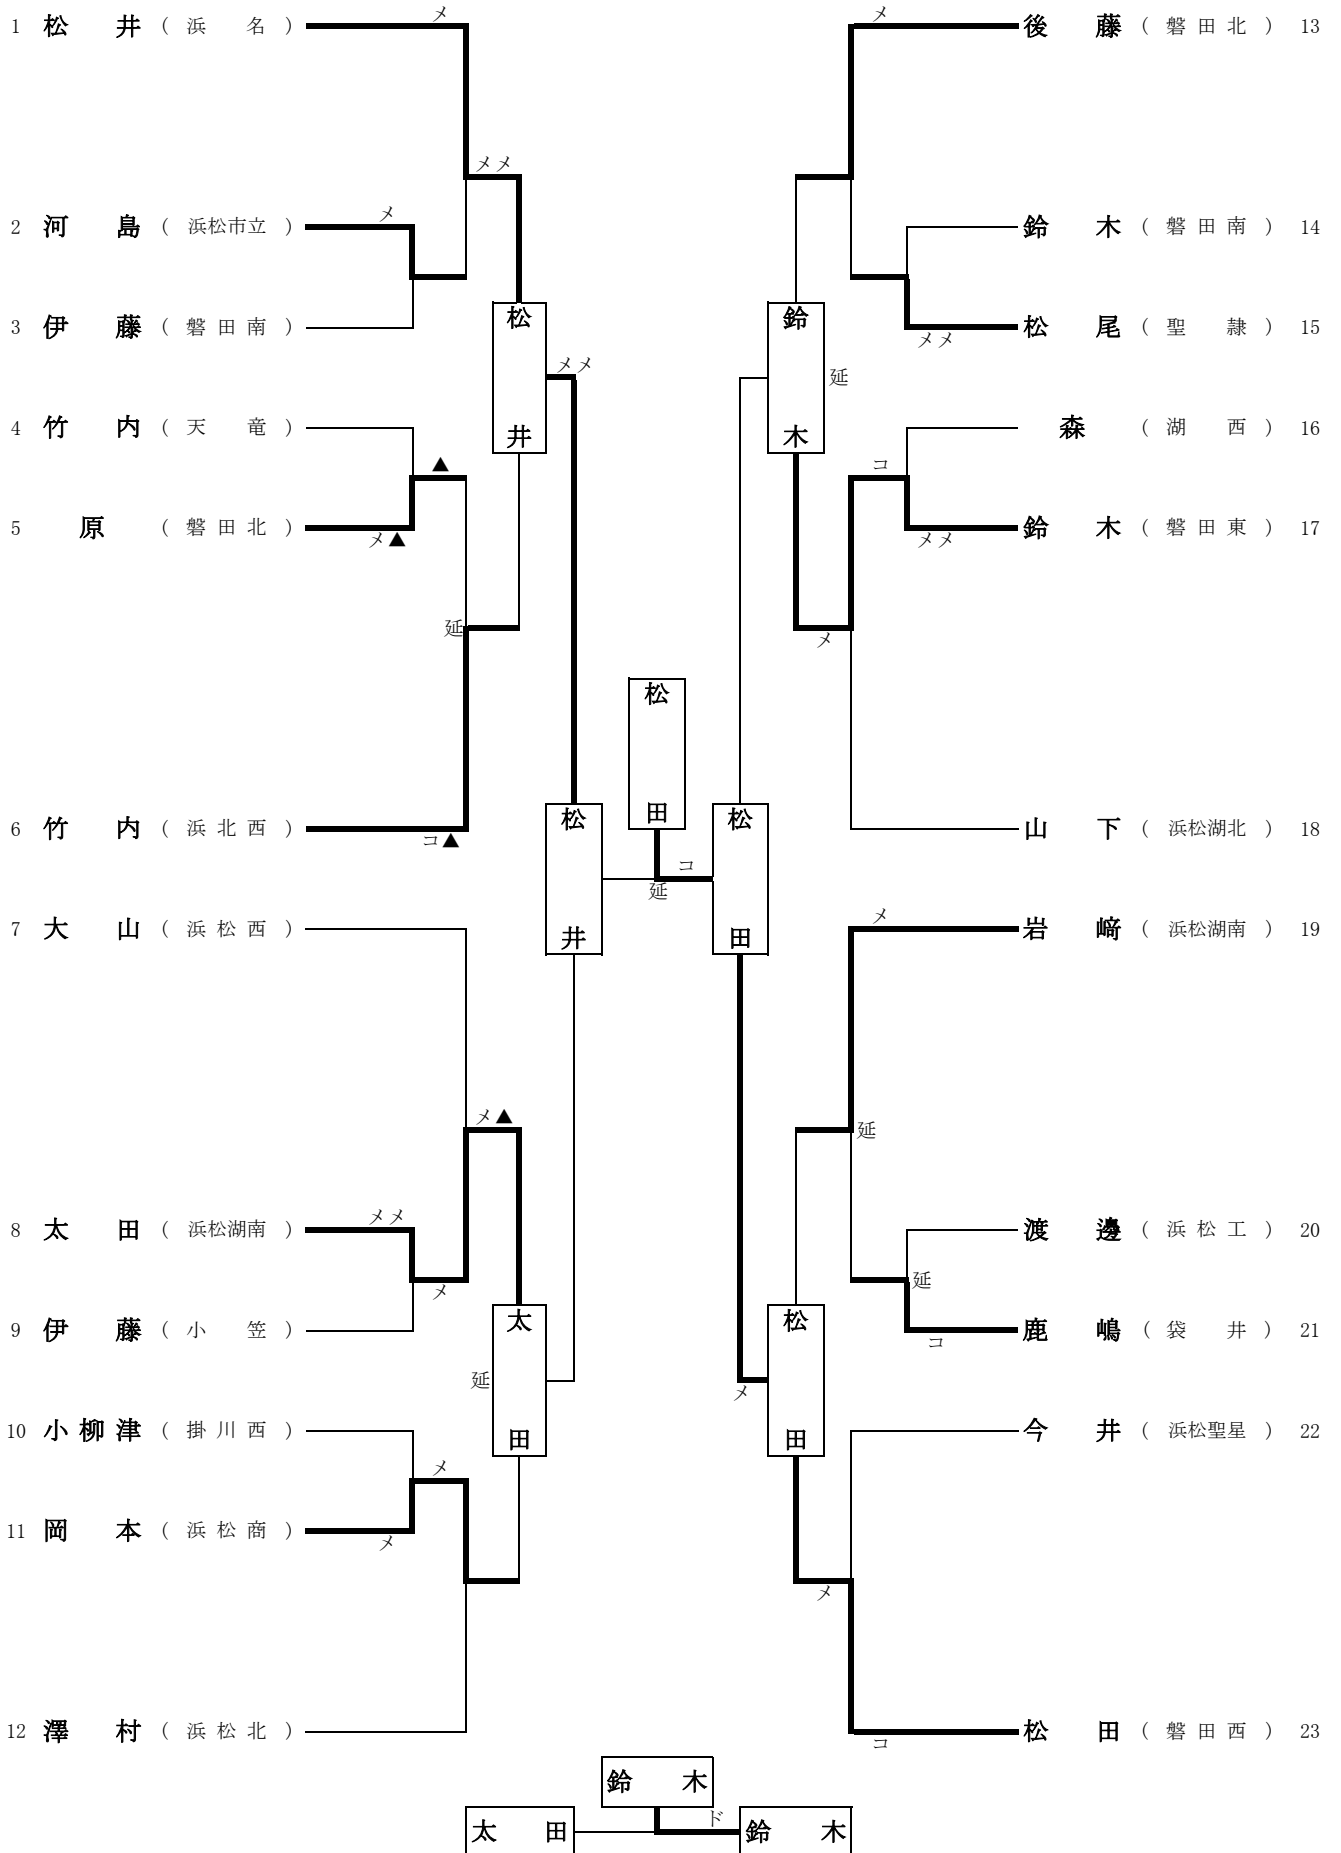 1 松 井 ( 浜 名 ) メ
メ 後 藤 ( 磐 田 北 ) 13
メメ
2 河 島 ( 浜松市立 ) メ
鈴 木 ( 磐 田 南 ) 14
3 伊 藤 ( 磐 田 南 )
松 井
鈴 木
松 尾 ( 聖 隷 ) 15
メメ
メメ
延
4 竹 内 ( 天 竜 )
森 ( 湖 西 ) 16
▲
コ
5 原 ( 磐 田 北 )
鈴 木 ( 磐 田 東 ) 17
メ▲
メメ
延
メ
松 田
6 竹 内 ( 浜 北 西 )
コ▲
松 井
松 田
山 下 ( 浜松湖北 ) 18
コ
延
7 大 山 ( 浜 松 西 )
メ
岩 﨑 ( 浜松湖南 ) 19
メ▲
延
8 太 田 ( 浜松湖南 ) メメ
渡 邊 ( 浜 松 工 ) 20
メ
延
9 伊 藤 ( 小 笠 )
太 田
松 田
鹿 嶋 ( 袋 井 ) 21
コ
延
メ
10 小 柳 津 ( 掛 川 西 )
今 井 ( 浜松聖星 ) 22
メ
11 岡 本 ( 浜 松 商 )
メ
メ
12 澤 村 ( 浜 松 北 )
松 田 ( 磐 田 西 ) 23
コ
鈴 木
ド
太 田
鈴 木